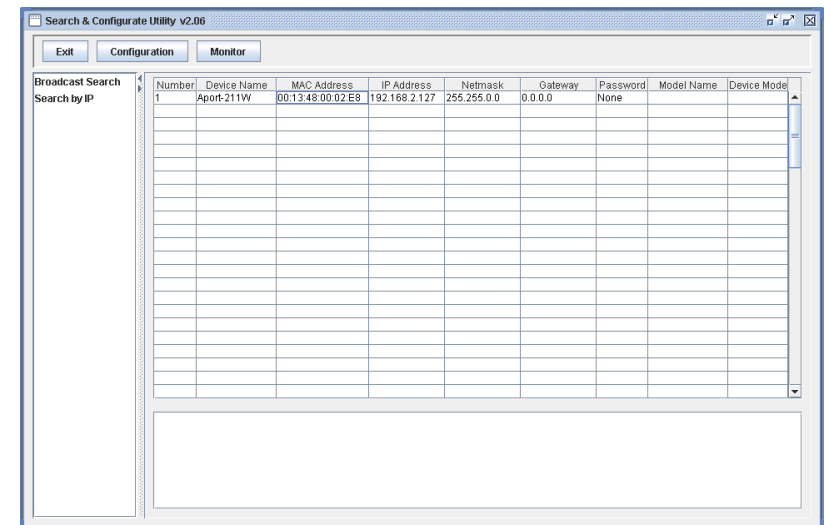 Search & Configurate Utility v2.06
Exit Configuration Monitor
Broadcast Search
Search by IP
Number Device Name MAC Address IP Address Netmask Gateway Password Model Name Device Mode
1 Aport-211W 00:13:48:00:02:E8 192.168.2.127 255.255.0.0 0.0.0.0 None